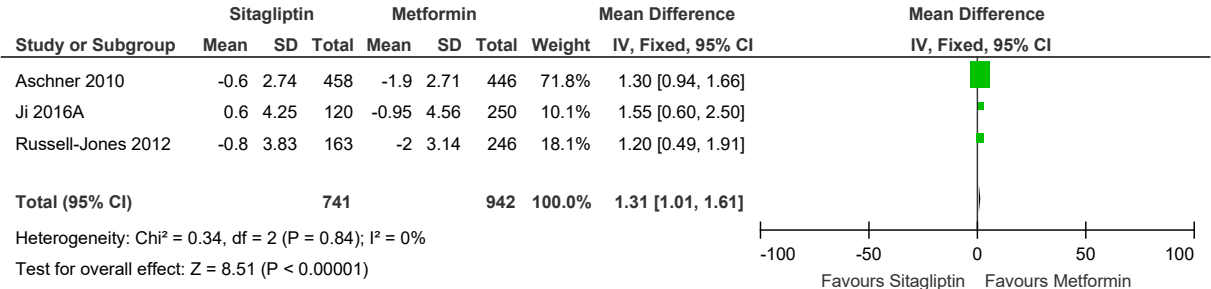 Sitagliptin Metformin Mean Difference Mean Difference
Study or Subgroup Mean SD Total Mean SD Total Weight IV, Fixed, 95% CI IV, Fixed, 95% CI
Aschner 2010 -0.6 2.74 458 -1.9 2.71 446 71.8% 1.30 [0.94, 1.66]
Ji 2016A 0.6 4.25 120 -0.95 4.56 250 10.1% 1.55 [0.60, 2.50]
Russell-Jones 2012 -0.8 3.83 163 -2 3.14 246 18.1% 1.20 [0.49, 1.91]
Total (95% CI) 741 942 100.0% 1.31 [1.01, 1.61]
Heterogeneity: Chi² = 0.34, df = 2 (P = 0.84); I² = 0%
Test for overall effect: Z = 8.51 (P < 0.00001)
-100 -50 0 50 100
Favours Sitagliptin Favours Metformin